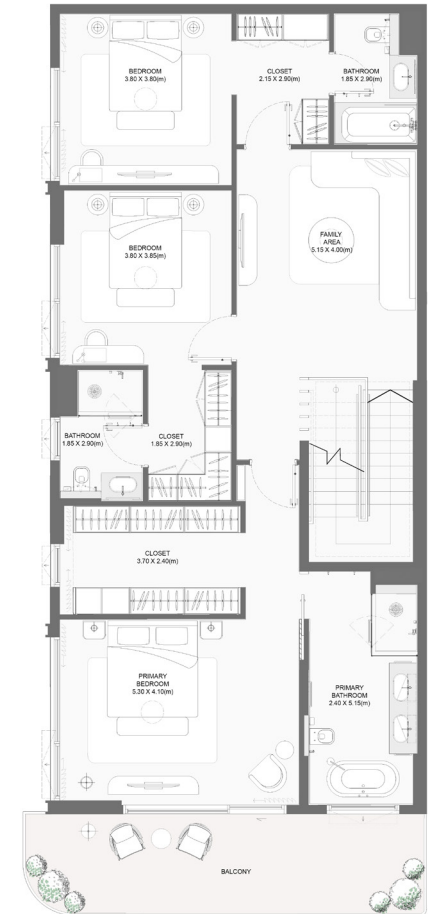 BEDROOM
3.80 X 3.80(m)
CLOSET
2.15 X 2.90(m)
BATHROOM
1.85 X 2.90(m)
BEDROOM
3.80 X 3.85(m)
FAMILY
AREA
5.15 X 4.00(m)
BATHROOM
1.85 X 2.90(m)
CLOSET
1.85 X 2.90(m)
CLOSET
3.70 X 2.40(m)
PRIMARY
BEDROOM
5.30 X 4.10(m)
PRIMARY
BATHROOM
2.40 X 5.15(m)
BALCONY